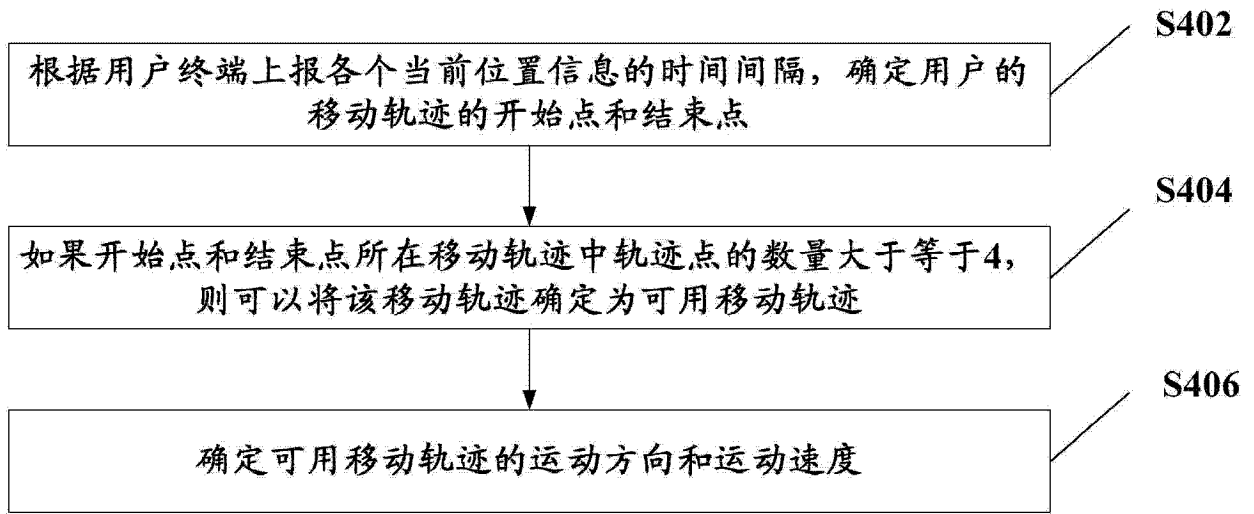 S402
根据用户终端上报各个当前位置信息的时间间隔，确定用户的
移动轨迹的开始点和结束点
S404
如果开始点和结束点所在移动轨迹中轨迹点的数量大于等于4，
则可以将该移动轨迹确定为可用移动轨迹
S406
确定可用移动轨迹的运动方向和运动速度